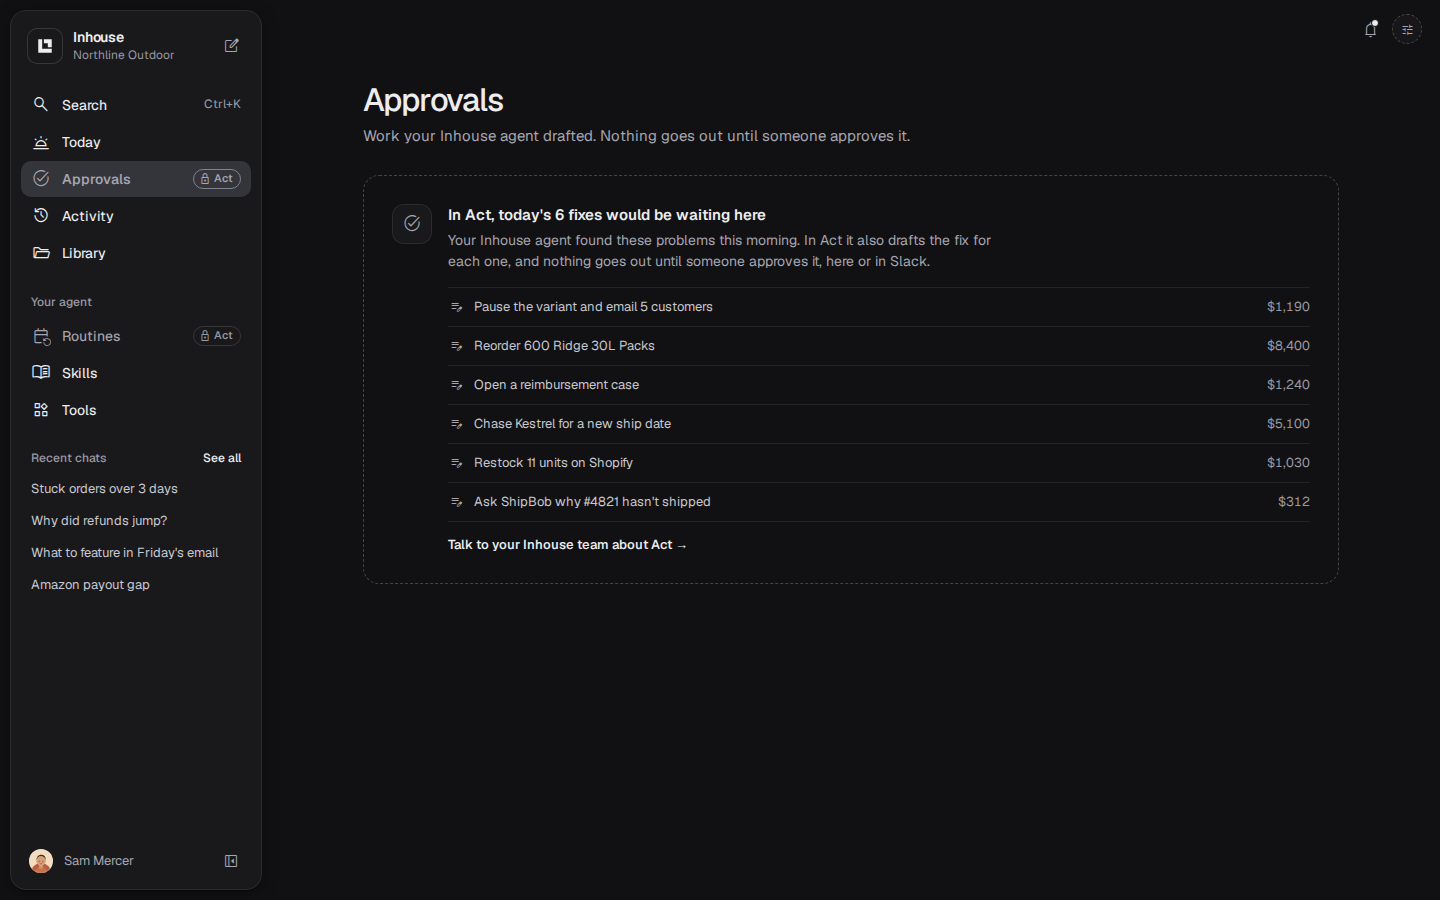 Inhouse
Northline Outdoor
Search Ctrl+K
Today
Approvals Act
Activity
Library
Your agent
Routines Act
Skills
Tools
Recent chats See all
Stuck orders over 3 days
Why did refunds jump?
What to feature in Friday's email
Amazon payout gap
Sam Mercer
Approvals
Work your Inhouse agent drafted. Nothing goes out until someone approves it.
In Act, today's 6 fixes would be waiting here
Your Inhouse agent found these problems this morning. In Act it also drafts the fix for
each one, and nothing goes out until someone approves it, here or in Slack.
Pause the variant and email 5 customers $1,190
Reorder 600 Ridge 30L Packs $8,400
Open a reimbursement case $1,240
Chase Kestrel for a new ship date $5,100
Restock 11 units on Shopify $1,030
Ask ShipBob why #4821 hasn't shipped $312
Talk to your Inhouse team about Act →